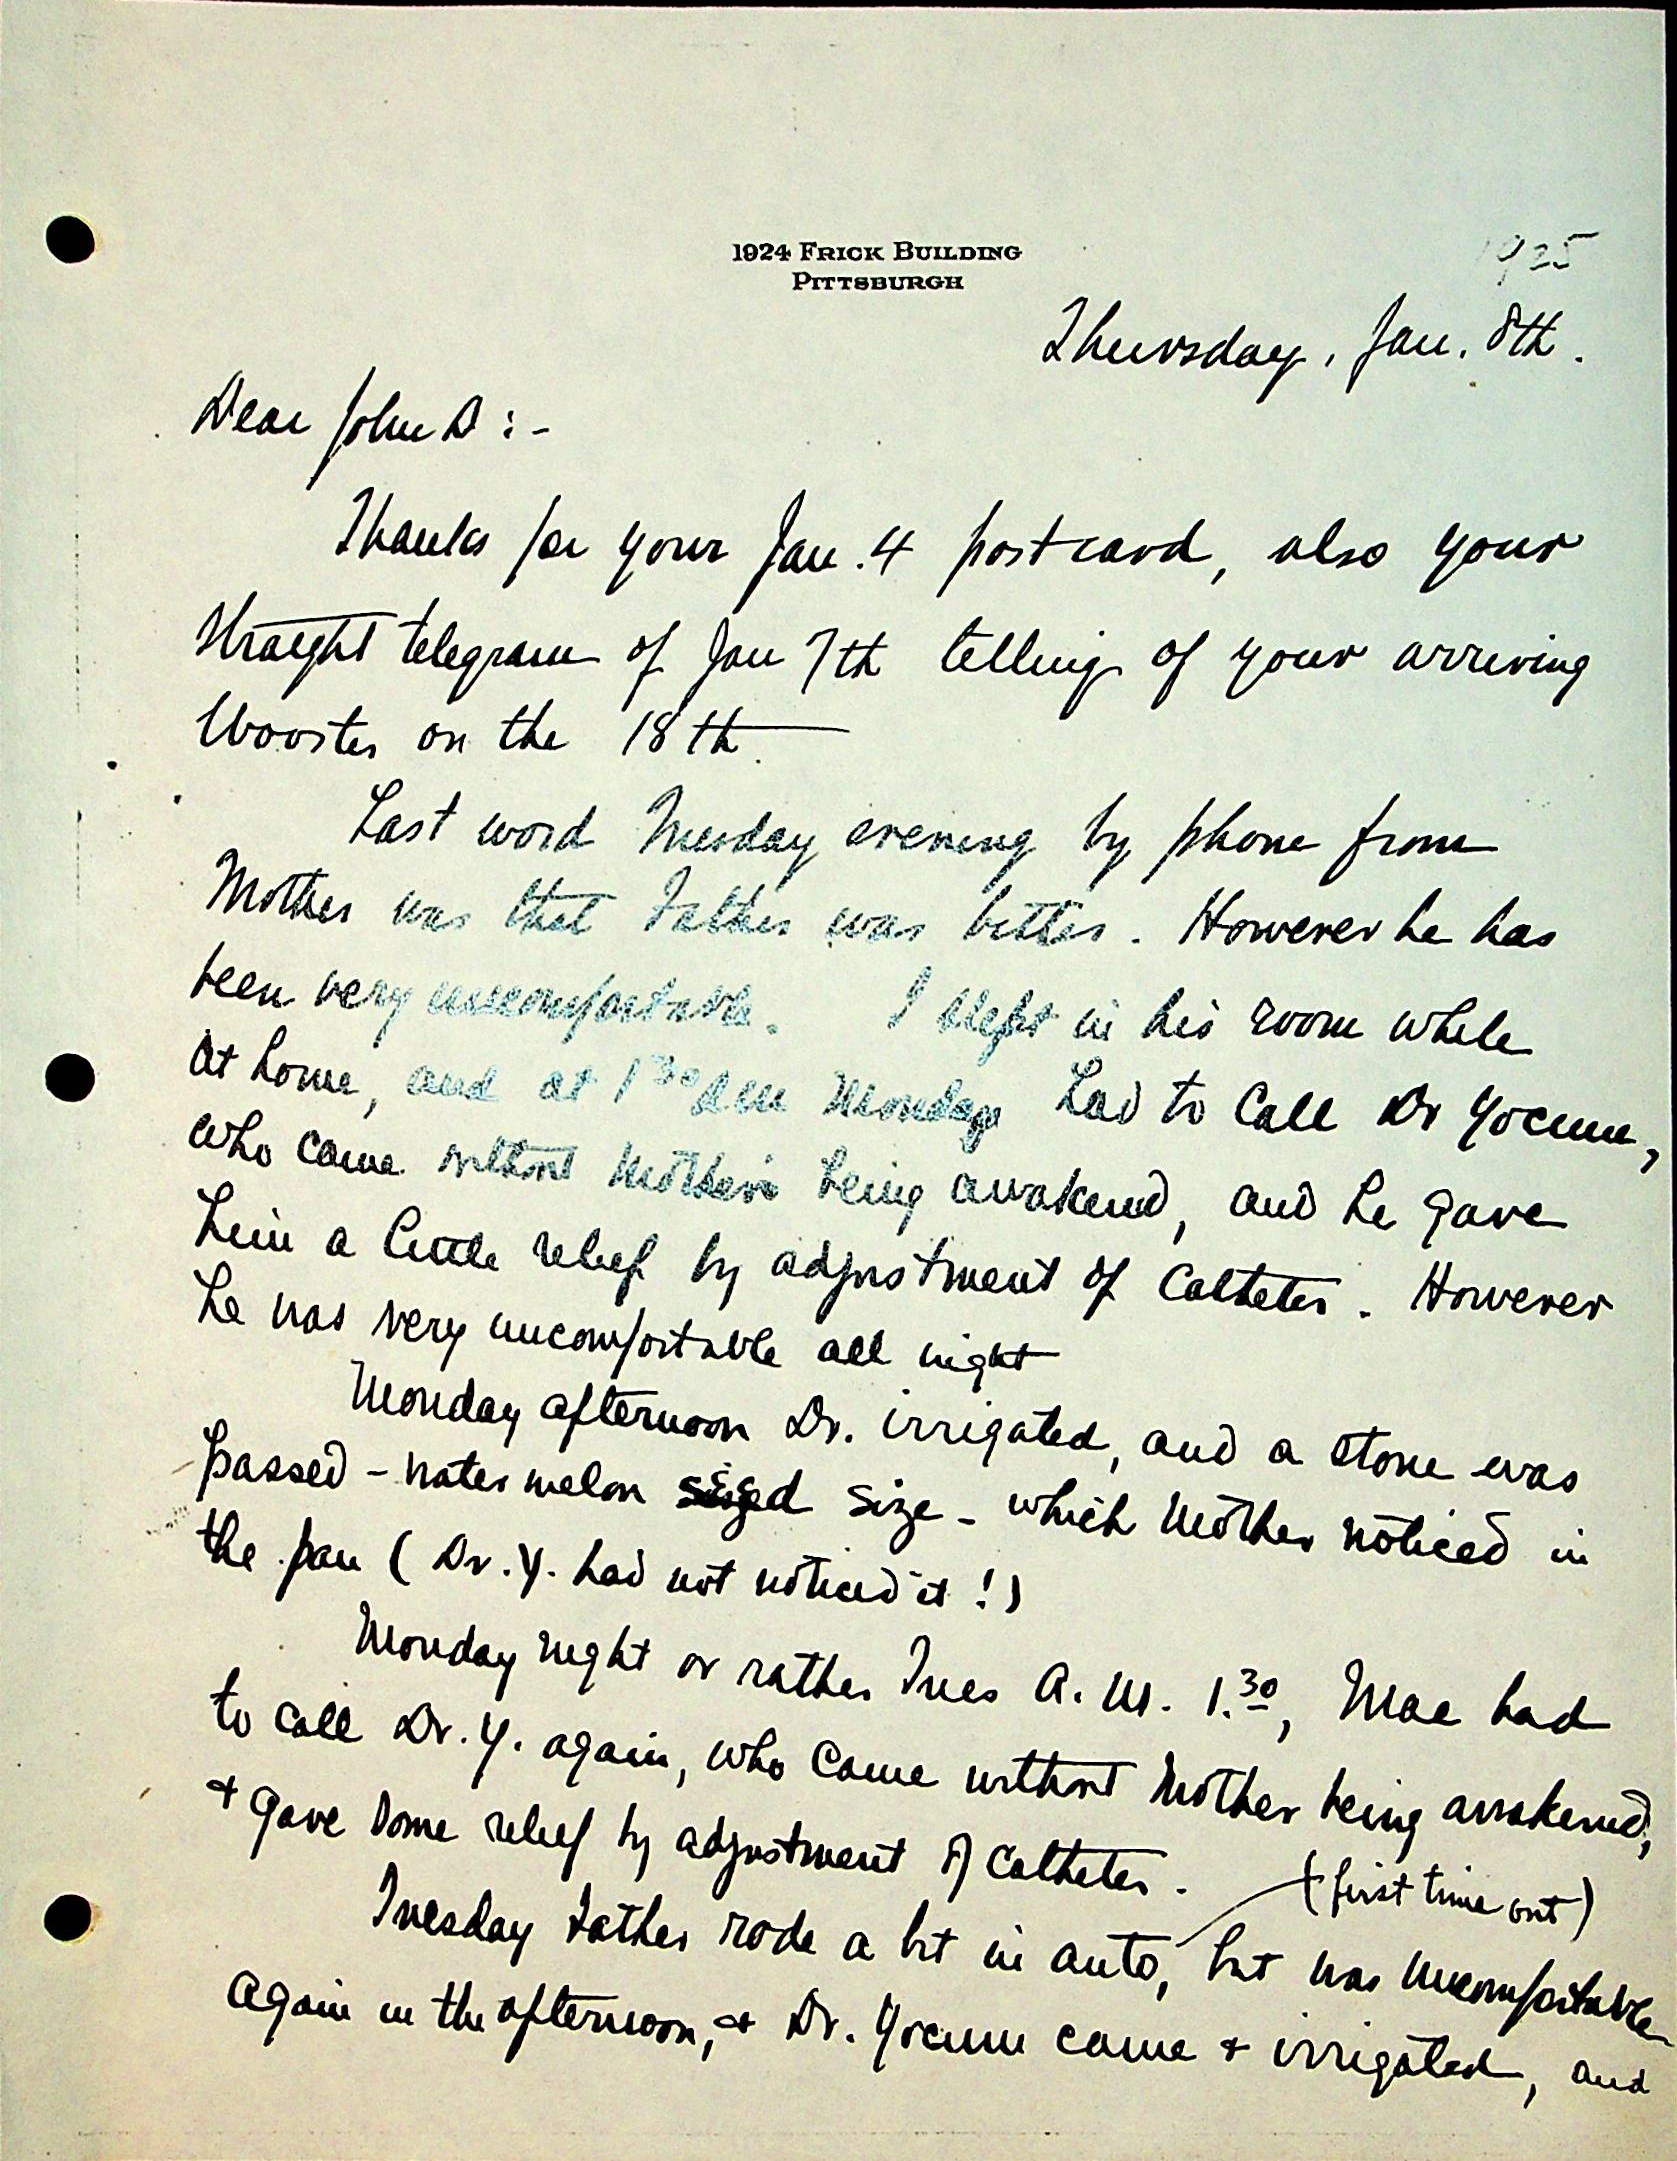 1924 FRICK BUILDING
PITTSBURGH
1925
Thursday, Jan. 8th.
Dear John D :-
Thanks for your Jan. 4 post card, also your
straight telegram of Jan 7th telling of your arriving
Wooster on the 18th.
Last word Tuesday evening by phone from
Mother was that Father was better. However he has
been very uncomfortable. I slept in his room while
at home, and at 1 30 AM Monday had to call Dr Yocum,
who came without Mother's being awakened, and he gave
him a little relief by adjustment of catheter. However
he was very uncomfortable all night
Monday afternoon Dr. irrigated, and a stone was
passed - water melon size - which Mother noticed in
the pan (Dr. Y. had not noticed it!)
Monday night or rather Tues A. M. 1.30, Mae had
to call Dr. Y. again, who came without Mother being awakened,
+ gave some relief by adjustment of catheter.
(first time out)
Tuesday Father rode a bit in auto, but was uncomfortable
again in the afternoon, + Dr. Yocum came + irrigated, and